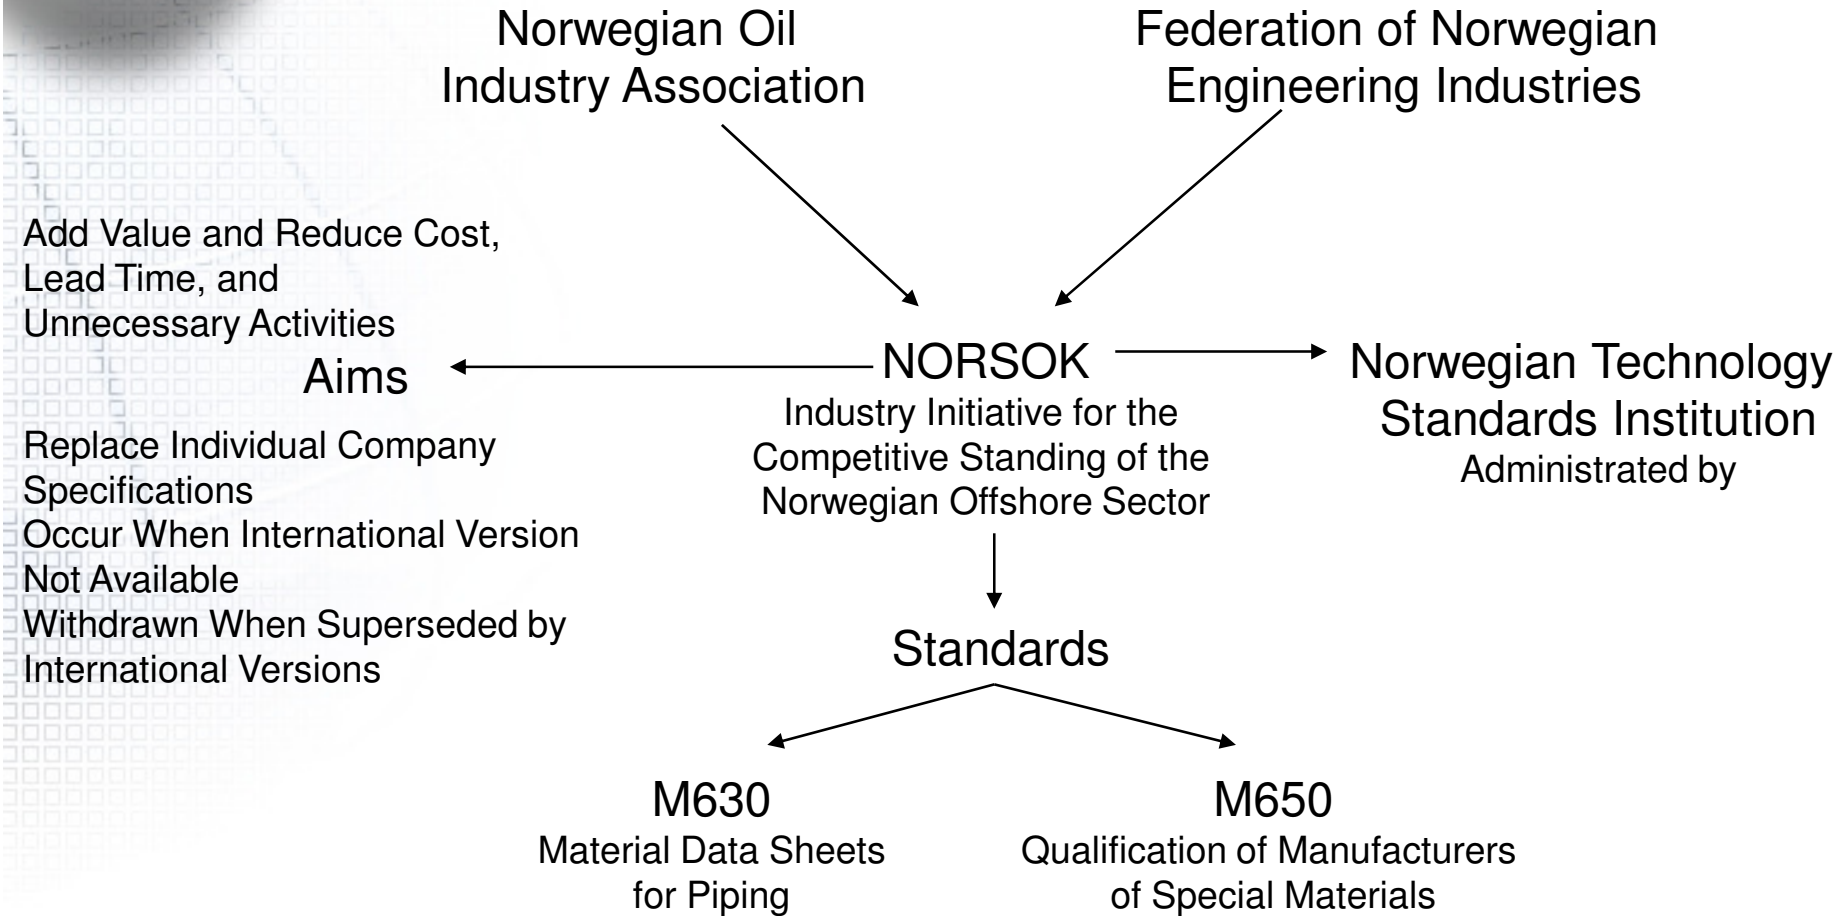 Norwegian Oil
Industry Association
Federation of Norwegian
Engineering Industries
Add Value and Reduce Cost,
Lead Time, and
Unnecessary Activities
Aims
Replace Individual Company
Specifications
Occur When International Version
Not Available
Withdrawn When Superseded by
International Versions
NORSOK
Industry Initiative for the
Competitive Standing of the
Norwegian Offshore Sector
Norwegian Technology
Standards Institution
Administrated by
Standards
M630
Material Data Sheets
for Piping
M650
Qualification of Manufacturers
of Special Materials